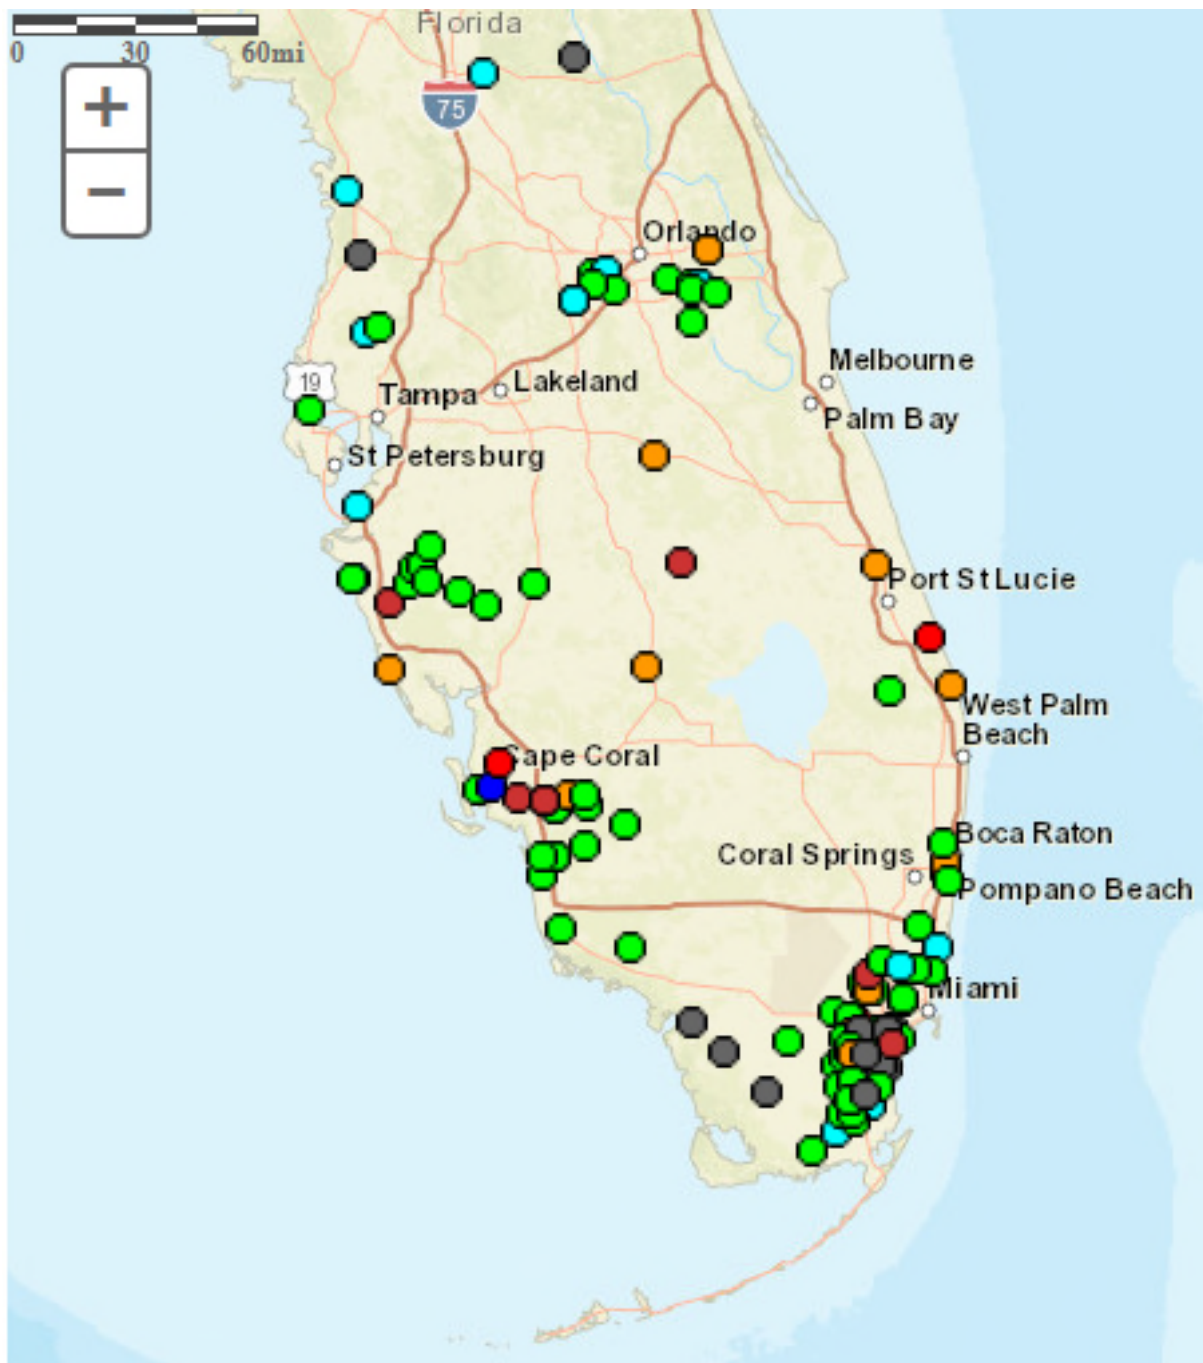 Florida
0 30 60mi
+
75
−
Orlando
Melbourne
19
Lakeland
Tampa
Palm Bay
St Petersburg
Port St Lucie
West Palm
Beach
Cape Coral
Boca Raton
Coral Springs
Pompano Beach
Miami